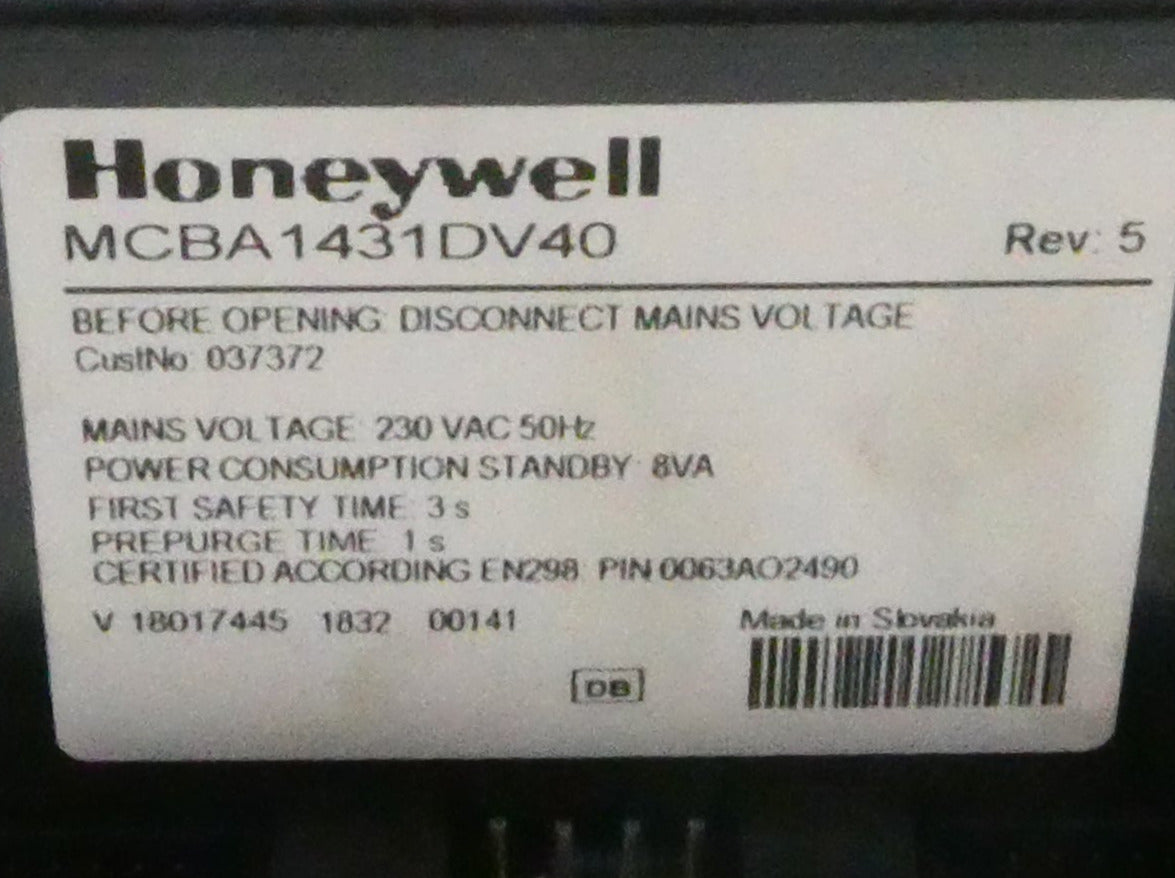 Honeywell
MCBA1431DV40 Rev: 5
BEFORE OPENING: DISCONNECT MAINS VOLTAGE
CustNo: 037372
MAINS VOLTAGE: 230 VAC 50Hz
POWER CONSUMPTION STANDBY: 8VA
FIRST SAFETY TIME: 3 s
PREPURGE TIME: 1 s
CERTIFIED ACCORDING EN298 PIN 0063AO2490
V 18017445 1832 00141 Made in Slovakia
DB